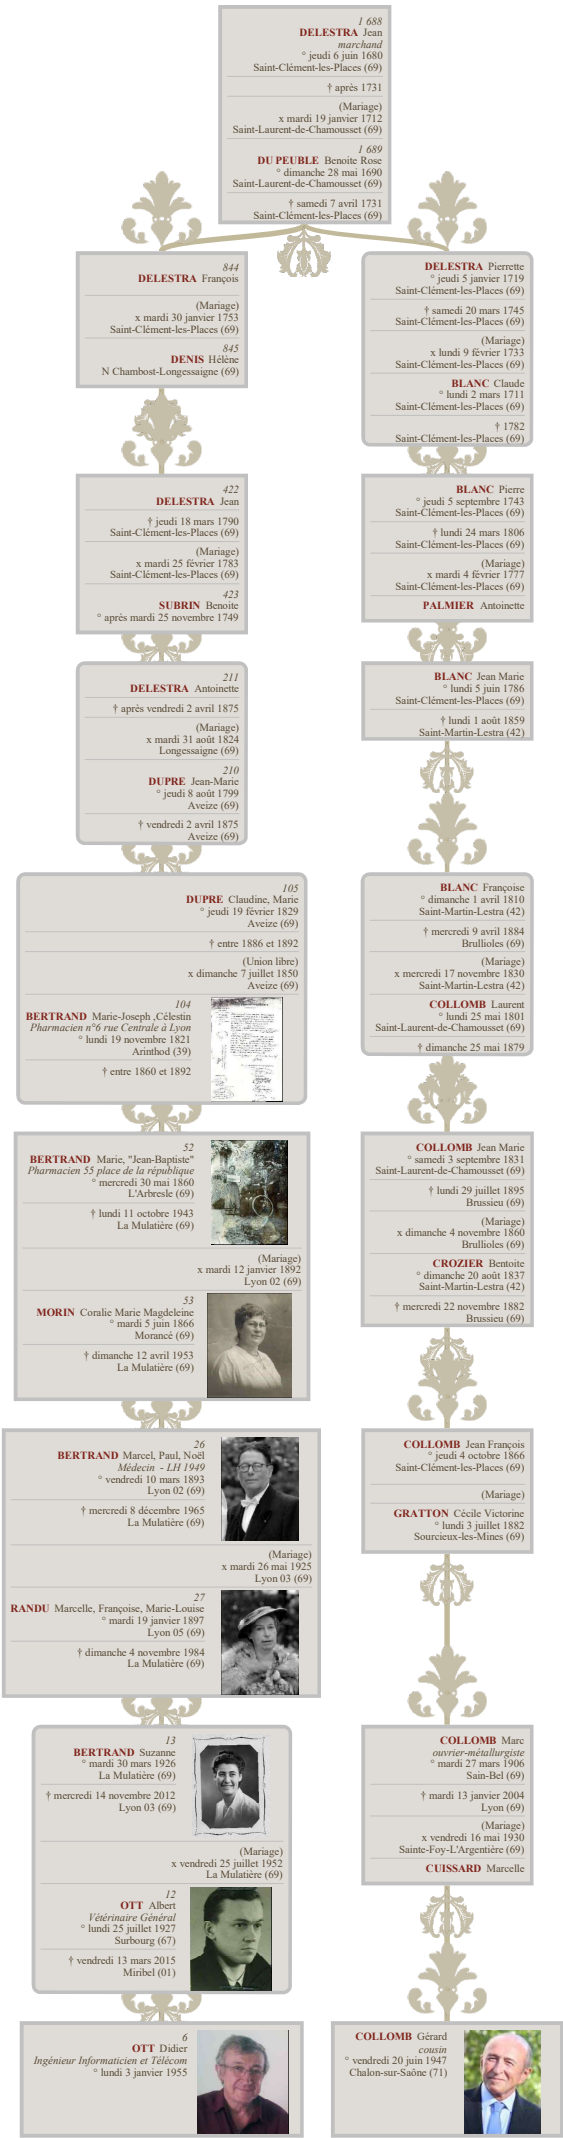 1 688
DELESTRA Jean
marchand
° jeudi 6 juin 1680
Saint-Clément-les-Places (69)
† après 1731
(Mariage)
x mardi 19 janvier 1712
Saint-Laurent-de-Chamousset (69)
1 689
DU PEUBLE Benoite Rose
° dimanche 28 mai 1690
Saint-Laurent-de-Chamousset (69)
† samedi 7 avril 1731
Saint-Clément-les-Places (69)
844
DELESTRA François
(Mariage)
x mardi 30 janvier 1753
Saint-Clément-les-Places (69)
845
DENIS Hélène
N Chambost-Longessaigne (69)
DELESTRA Pierrette
° jeudi 5 janvier 1719
Saint-Clément-les-Places (69)
† samedi 20 mars 1745
Saint-Clément-les-Places (69)
(Mariage)
x lundi 9 février 1733
Saint-Clément-les-Places (69)
BLANC Claude
° lundi 2 mars 1711
Saint-Clément-les-Places (69)
† 1782
Saint-Clément-les-Places (69)
422
DELESTRA Jean
† jeudi 18 mars 1790
Saint-Clément-les-Places (69)
(Mariage)
x mardi 25 février 1783
Saint-Clément-les-Places (69)
423
SUBRIN Benoite
° après mardi 25 novembre 1749
BLANC Pierre
° jeudi 5 septembre 1743
Saint-Clément-les-Places (69)
† lundi 24 mars 1806
Saint-Clément-les-Places (69)
(Mariage)
x mardi 4 février 1777
Saint-Clément-les-Places (69)
PALMIER Antoinette
211
DELESTRA Antoinette
† après vendredi 2 avril 1875
(Mariage)
x mardi 31 août 1824
Longessaigne (69)
210
DUPRE Jean-Marie
° jeudi 8 août 1799
Aveize (69)
† vendredi 2 avril 1875
Aveize (69)
BLANC Jean Marie
° lundi 5 juin 1786
Saint-Clément-les-Places (69)
† lundi 1 août 1859
Saint-Martin-Lestra (42)
105
DUPRE Claudine, Marie
° jeudi 19 février 1829
Aveize (69)
† entre 1886 et 1892
(Union libre)
x dimanche 7 juillet 1850
Aveize (69)
104
BERTRAND Marie-Joseph ,Célestin
Pharmacien n°6 rue Centrale à Lyon
° lundi 19 novembre 1821
Arinthod (39)
† entre 1860 et 1892
BLANC Françoise
° dimanche 1 avril 1810
Saint-Martin-Lestra (42)
† mercredi 9 avril 1884
Brullioles (69)
(Mariage)
x mercredi 17 novembre 1830
Saint-Martin-Lestra (42)
COLLOMB Laurent
° lundi 25 mai 1801
Saint-Laurent-de-Chamousset (69)
† dimanche 25 mai 1879
52
BERTRAND Marie, "Jean-Baptiste"
Pharmacien 55 place de la république
° mercredi 30 mai 1860
L'Arbresle (69)
† lundi 11 octobre 1943
La Mulatière (69)
(Mariage)
x mardi 12 janvier 1892
Lyon 02 (69)
53
MORIN Coralie Marie Magdeleine
° mardi 5 juin 1866
Morancé (69)
† dimanche 12 avril 1953
La Mulatière (69)
COLLOMB Jean Marie
° samedi 3 septembre 1831
Saint-Laurent-de-Chamousset (69)
† lundi 29 juillet 1895
Brussieu (69)
(Mariage)
x dimanche 4 novembre 1860
Brullioles (69)
CROZIER Bentoite
° dimanche 20 août 1837
Saint-Martin-Lestra (42)
† mercredi 22 novembre 1882
Brussieu (69)
26
BERTRAND Marcel, Paul, Noël
Médecin - LH 1949
° vendredi 10 mars 1893
Lyon 02 (69)
† mercredi 8 décembre 1965
La Mulatière (69)
(Mariage)
x mardi 26 mai 1925
Lyon 03 (69)
27
RANDU Marcelle, Françoise, Marie-Louise
° mardi 19 janvier 1897
Lyon 05 (69)
† dimanche 4 novembre 1984
La Mulatière (69)
COLLOMB Jean François
° jeudi 4 octobre 1866
Saint-Clément-les-Places (69)
(Mariage)
GRATTON Cécile Victorine
° lundi 3 juillet 1882
Sourcieux-les-Mines (69)
13
BERTRAND Suzanne
° mardi 30 mars 1926
La Mulatière (69)
† mercredi 14 novembre 2012
Lyon 03 (69)
(Mariage)
x vendredi 25 juillet 1952
La Mulatière (69)
12
OTT Albert
Vétérinaire Général
° lundi 25 juillet 1927
Surbourg (67)
† vendredi 13 mars 2015
Miribel (01)
COLLOMB Marc
ouvrier-métallurgiste
° mardi 27 mars 1906
Sain-Bel (69)
† mardi 13 janvier 2004
Lyon (69)
(Mariage)
x vendredi 16 mai 1930
Sainte-Foy-L'Argentière (69)
CUISSARD Marcelle
6
OTT Didier
Ingénieur Informaticien et Télécom
° lundi 3 janvier 1955
COLLOMB Gérard
cousin
° vendredi 20 juin 1947
Chalon-sur-Saône (71)